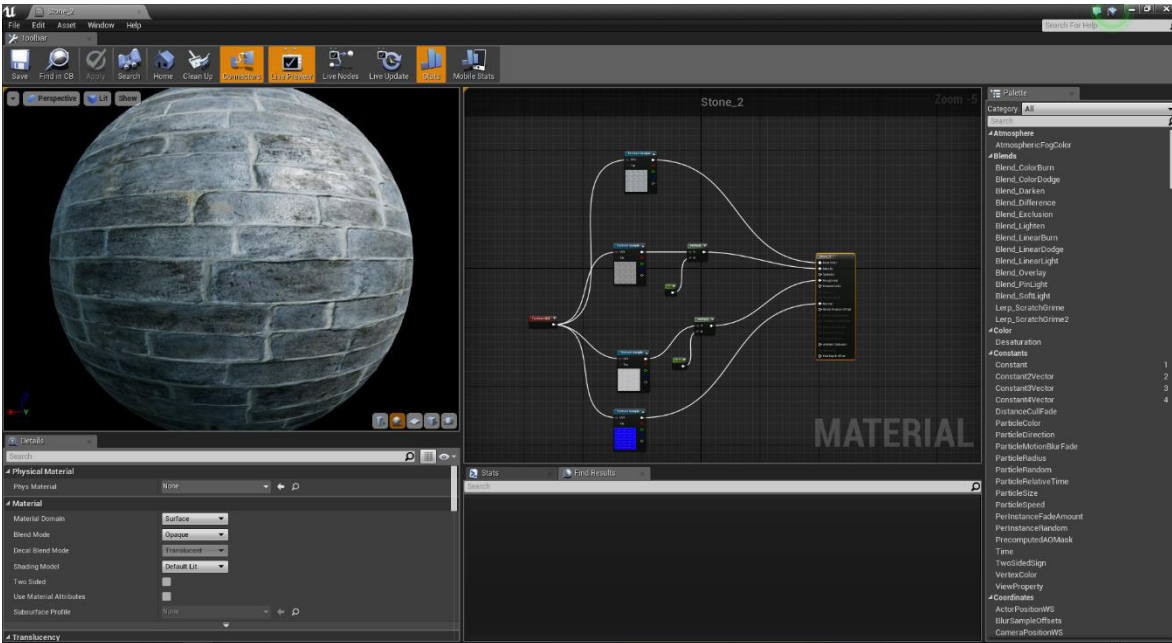 Stone_2
File Edit Asset Window Help
Search For Help
Toolbar
Save Find in CB Apply Search Home Clean Up Connectors Live Preview Live Nodes Live Update Stats Mobile Stats
Perspective Lit Show
Stone_2
Zoom -5
MATERIAL
Details
Search
Physical Material
Phys Material None
Material
Material Domain Surface
Blend Mode Opaque
Decal Blend Mode Translucent
Shading Model Default Lit
Two Sided
Use Material Attributes
Subsurface Profile None
Translucency
Stats Find Results
Search
Palette
Category: All
Search
Atmosphere
AtmosphericFogColor
Blends
Blend_ColorBurn
Blend_ColorDodge
Blend_Darken
Blend_Difference
Blend_Exclusion
Blend_Lighten
Blend_LinearBurn
Blend_LinearDodge
Blend_LinearLight
Blend_Overlay
Blend_PinLight
Blend_SoftLight
Lerp_ScratchGrime
Lerp_ScratchGrime2
Color
Desaturation
Constants
Constant 1
Constant2Vector 2
Constant3Vector 3
Constant4Vector 4
DistanceCullFade
ParticleColor
ParticleDirection
ParticleMotionBlurFade
ParticleRadius
ParticleRandom
ParticleRelativeTime
ParticleSize
ParticleSpeed
PerInstanceFadeAmount
PerInstanceRandom
PrecomputedAOMask
Time
TwoSidedSign
VertexColor
ViewProperty
Coordinates
ActorPositionWS
BlurSampleOffsets
CameraPositionWS